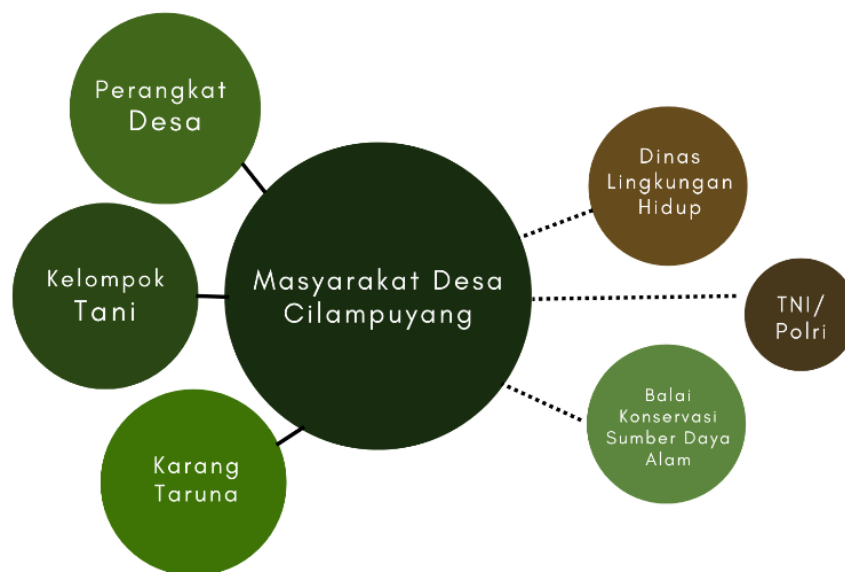 Perangkat
Desa
Kelompok
Tani
Karang
Taruna
Masyarakat Desa
Cilampuyang
Dinas
Lingkungan
Hidup
TNI/
Polri
Balai
Konservasi
Sumber Daya
Alam